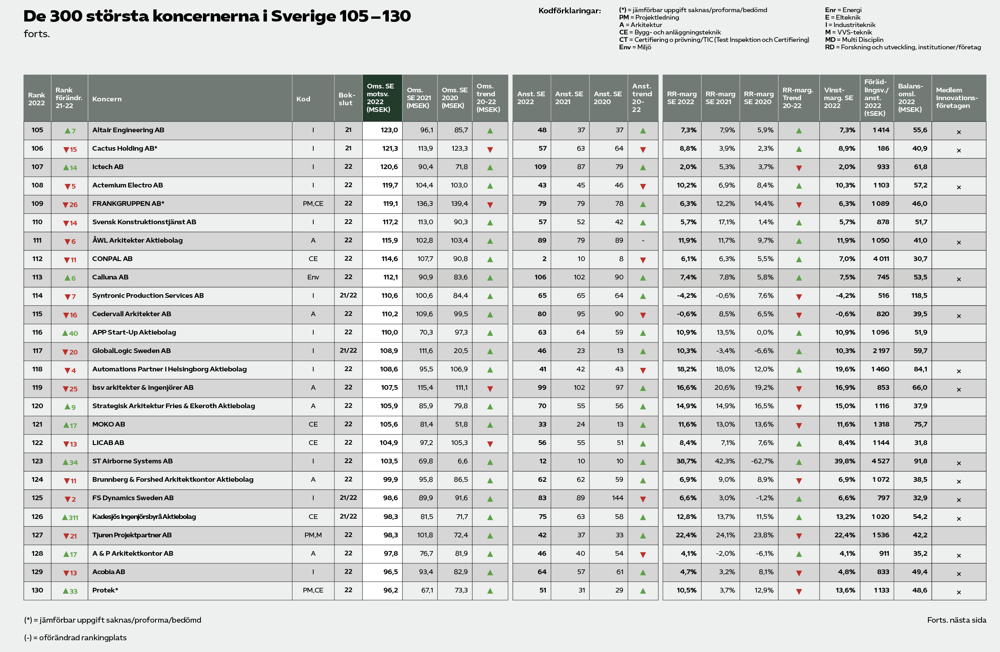 De 300 största koncernerna i Sverige 105–130
forts.
Kodförklaringar:
(*) = jämförbar uppgift saknas/proforma/bedömd
PM = Projektledning
A = Arkitektur
CE = Bygg- och anläggningsteknik
CT = Certifiering o prövning/TIC (Test Inspektion och Certifiering)
Env = Miljö
Enr = Energi
E = Elteknik
I = Industriteknik
M = VVS-teknik
MD = Multi Disciplin
RD = Forskning och utveckling, institutioner/företag
Rank 2022 | Rank förändr. 21-22 | Koncern | Kod | Bok-slut | Oms. SE motsv. 2022 (MSEK) | Oms. SE 2021 (MSEK) | Oms. SE 2020 (MSEK) | Oms. trend 20-22 (MSEK) | Anst. SE 2022 | Anst. SE 2021 | Anst. SE 2020 | Anst. trend 20-22 | RR-marg SE 2022 | RR-marg SE 2021 | RR-marg SE 2020 | RR-marg. Trend 20-22 | Vinst-marg. SE 2022 | Föräd-lingsv./ anst. 2022 (tSEK) | Balans-omsl. 2022 (MSEK) | Medlem Innovations-företagen
105 ▲7 Altair Engineering AB I 21 123,0 96,1 85,7 ▲ 48 37 37 ▲ 7,3% 7,9% 5,9% ▲ 7,3% 1 414 55,6 ×
106 ▼15 Cactus Holding AB* I 21 121,3 113,9 123,3 ▼ 57 63 64 ▼ 8,8% 3,9% 2,3% ▲ 8,9% 186 40,9 ×
107 ▲14 Ictech AB I 22 120,6 90,4 71,8 ▲ 109 87 79 ▲ 2,0% 5,3% 3,7% ▼ 2,0% 933 61,8
108 ▼5 Actemium Electro AB I 22 119,7 104,4 103,0 ▲ 43 45 46 ▼ 10,2% 6,9% 8,4% ▲ 10,3% 1 103 57,2 ×
109 ▼26 FRANKGRUPPEN AB* PM,CE 22 119,1 136,3 139,4 ▼ 79 79 78 ▲ 6,3% 12,2% 14,4% ▼ 6,3% 1 089 46,0
110 ▼14 Svensk Konstruktionstjänst AB I 22 117,2 113,0 90,3 ▲ 57 52 42 ▲ 5,7% 17,1% 1,4% ▲ 5,7% 878 51,7
111 ▼6 ÅWL Arkitekter Aktiebolag A 22 115,9 102,8 103,4 ▲ 89 79 89 - 11,9% 11,7% 9,7% ▲ 11,9% 1 050 41,0 ×
112 ▼11 CONPAL AB CE 22 114,6 107,7 90,8 ▲ 2 10 8 ▼ 6,1% 6,3% 5,5% ▲ 7,0% 4 011 30,7
113 ▲6 Calluna AB Env 22 112,1 90,9 83,6 ▲ 106 102 90 ▲ 7,4% 7,8% 5,8% ▲ 7,5% 745 53,5 ×
114 ▼7 Syntronic Production Services AB I 21/22 110,6 100,6 84,4 ▲ 65 65 64 ▲ -4,2% -0,6% 7,6% ▼ -4,2% 516 118,5
115 ▼16 Cedervall Arkitekter AB A 22 110,2 109,6 99,5 ▲ 80 95 90 ▼ -0,6% 8,5% 6,5% ▼ -0,6% 820 39,5 ×
116 ▲40 APP Start-Up Aktiebolag I 22 110,0 70,3 97,3 ▲ 63 64 59 ▲ 10,9% 13,5% 0,0% ▲ 10,9% 1 096 51,9
117 ▼20 GlobalLogic Sweden AB I 21/22 108,9 111,6 20,5 ▲ 46 23 13 ▲ 10,3% -3,4% -6,6% ▲ 10,3% 2 197 59,7
118 ▼4 Automations Partner i Helsingborg Aktiebolag I 22 108,6 95,5 106,9 ▲ 41 42 43 ▼ 18,2% 18,0% 12,0% ▲ 19,6% 1 460 84,1 ×
119 ▼25 bsv arkitekter & ingenjörer AB A 22 107,5 115,4 111,1 ▼ 99 102 97 ▲ 16,6% 20,6% 19,2% ▼ 16,9% 853 66,0 ×
120 ▲9 Strategisk Arkitektur Fries & Ekeroth Aktiebolag A 22 105,9 85,9 79,8 ▲ 70 55 56 ▲ 14,9% 14,9% 16,5% ▼ 15,0% 1 116 37,9
121 ▲17 MOKO AB CE 22 105,6 81,4 51,8 ▲ 33 24 13 ▲ 11,6% 13,0% 13,6% ▼ 11,6% 1 318 75,7
122 ▼13 LICAB AB CE 22 104,9 97,2 105,3 ▼ 56 55 51 ▲ 8,4% 7,1% 7,6% ▲ 8,4% 1 144 31,8
123 ▲34 ST Airborne Systems AB I 22 103,5 69,8 6,6 ▲ 12 10 10 ▲ 38,7% 42,3% -62,7% ▲ 39,8% 4 527 91,8 ×
124 ▼11 Brunnberg & Forshed Arkitektkontor Aktiebolag A 22 99,9 95,8 86,5 ▲ 62 62 59 ▲ 6,9% 9,0% 8,9% ▼ 6,9% 1 072 38,5 ×
125 ▼2 FS Dynamics Sweden AB I 21/22 98,6 89,9 91,6 ▲ 83 89 144 ▼ 6,6% 3,0% -1,2% ▲ 6,6% 797 32,9 ×
126 ▲311 Kadesjös Ingenjörsbyrå Aktiebolag CE 21/22 98,3 81,5 71,7 ▲ 75 63 58 ▲ 12,8% 13,7% 11,5% ▲ 13,2% 1 020 54,2 ×
127 ▼21 Tjuren Projektpartner AB PM,M 22 98,3 101,8 72,4 ▲ 42 37 33 ▲ 22,4% 24,1% 23,8% ▼ 22,4% 1 536 42,2
128 ▲17 A & P Arkitektkontor AB A 22 97,8 76,7 81,9 ▲ 46 40 54 ▼ 4,1% -2,0% -6,1% ▲ 4,1% 911 35,2 ×
129 ▼13 Acobia AB I 22 96,5 93,4 82,9 ▲ 64 57 61 ▲ 4,7% 3,2% 8,1% ▼ 4,8% 833 49,4 ×
130 ▲33 Protek* PM,CE 22 96,2 67,1 73,3 ▲ 51 31 29 ▲ 10,5% 3,7% 12,9% ▼ 13,6% 1 133 48,6 ×
(*) = jämförbar uppgift saknas/proforma/bedömd
Forts. nästa sida
(-) = oförändrad rankingplats